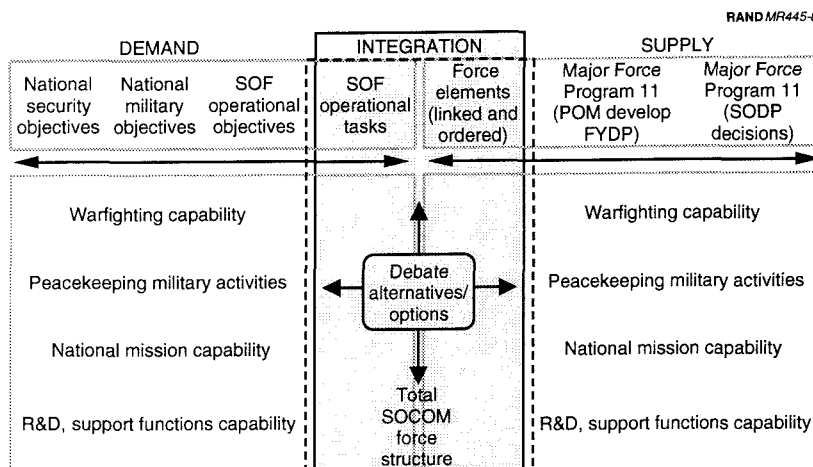 RAND MR445-
DEMAND
INTEGRATION
SUPPLY
National
security
objectives
National
military
objectives
SOF
operational
objectives
SOF
operational
tasks
Force
elements
(linked and
ordered)
Major Force
Program 11
(POM develop
FYDP)
Major Force
Program 11
(SODP
decisions)
Warfighting capability
Peacekeeping military activities
National mission capability
R&D, support functions capability
Debate
alternatives/
options
Total
SOCOM
force
structure
Warfighting capability
Peacekeeping military activities
National mission capability
R&D, support functions capability